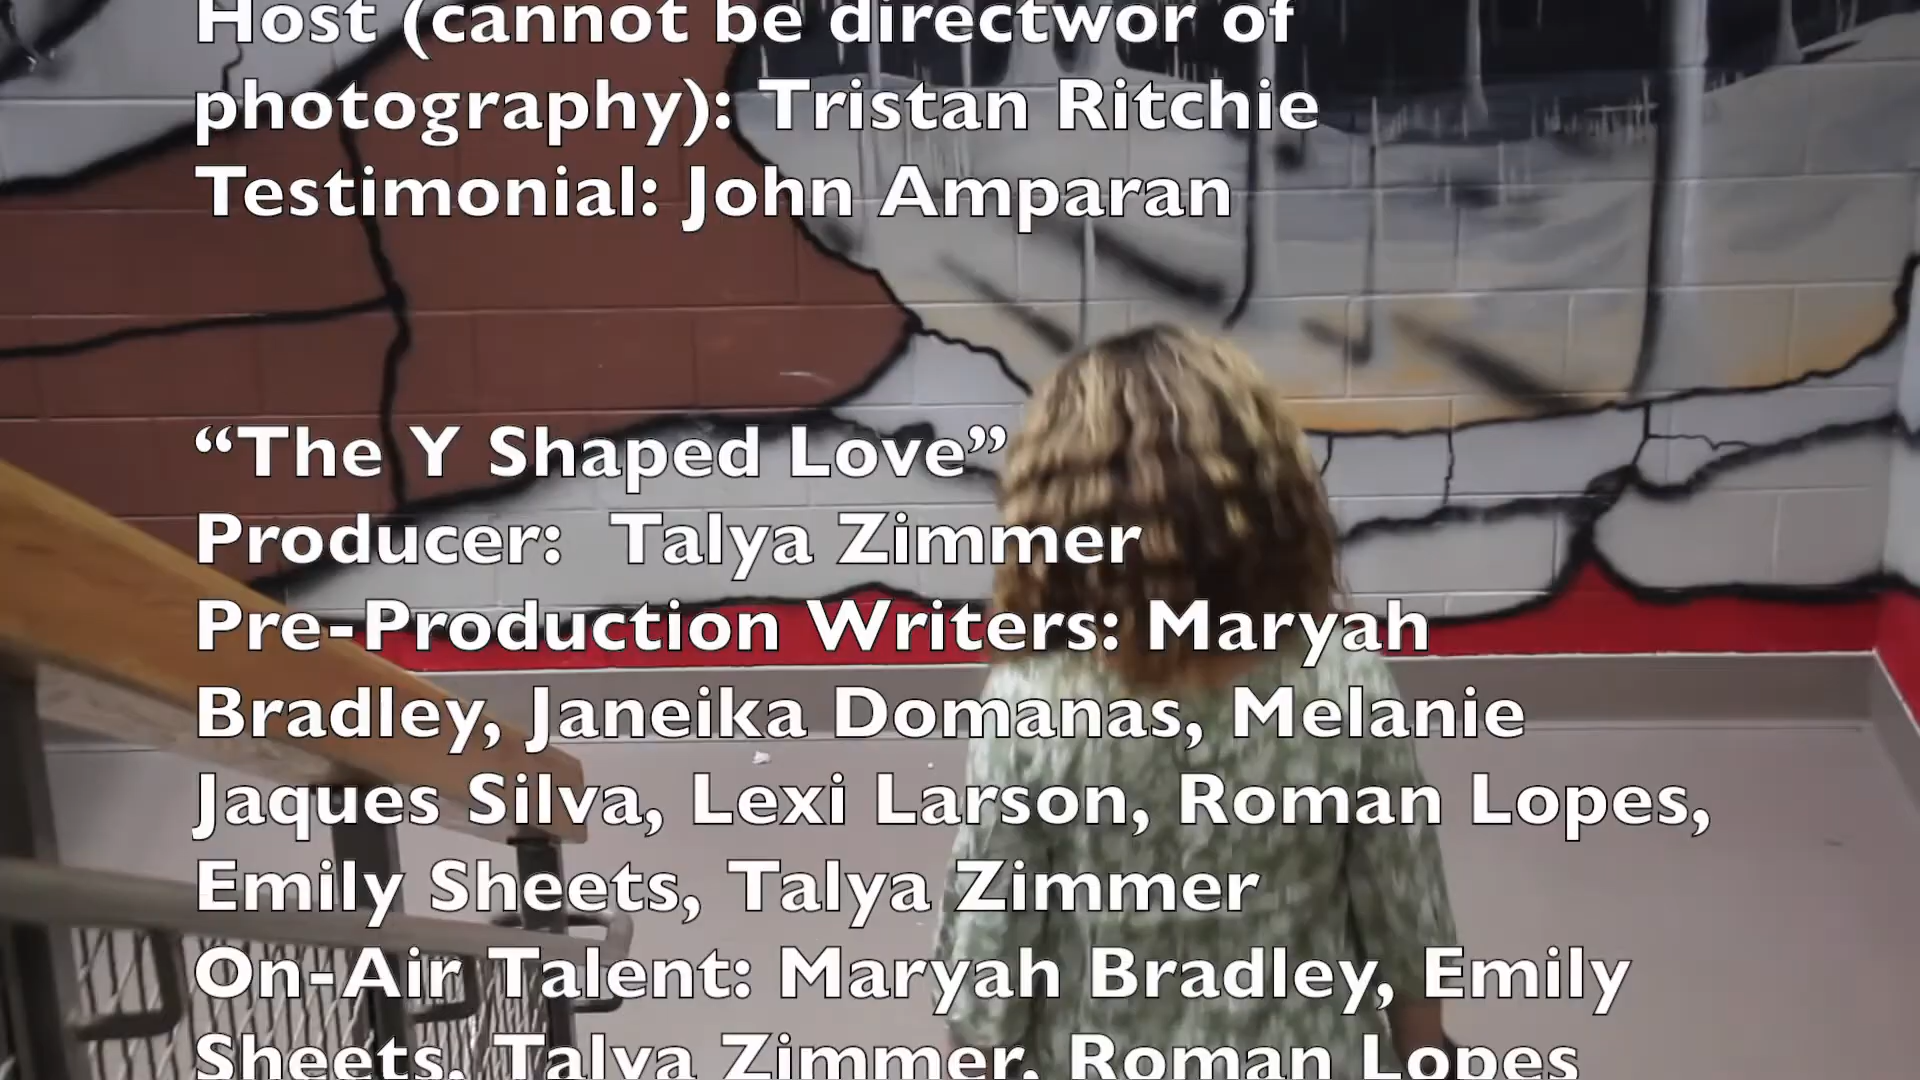 Host (cannot be directwor of
photography): Tristan Ritchie
Testimonial: John Amparan
“The Y Shaped Love”
Producer:  Talya Zimmer
Pre-Production Writers: Maryah
Bradley, Janeika Domanas, Melanie
Jaques Silva, Lexi Larson, Roman Lopes,
Emily Sheets, Talya Zimmer
On-Air Talent: Maryah Bradley, Emily
Sheets, Talya Zimmer, Roman Lopes